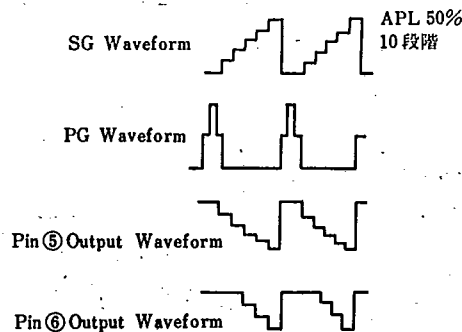 APL 50%
SG Waveform
10段階
PG Waveform
Pin⑤Output Waveform
Pin⑥Output Waveform